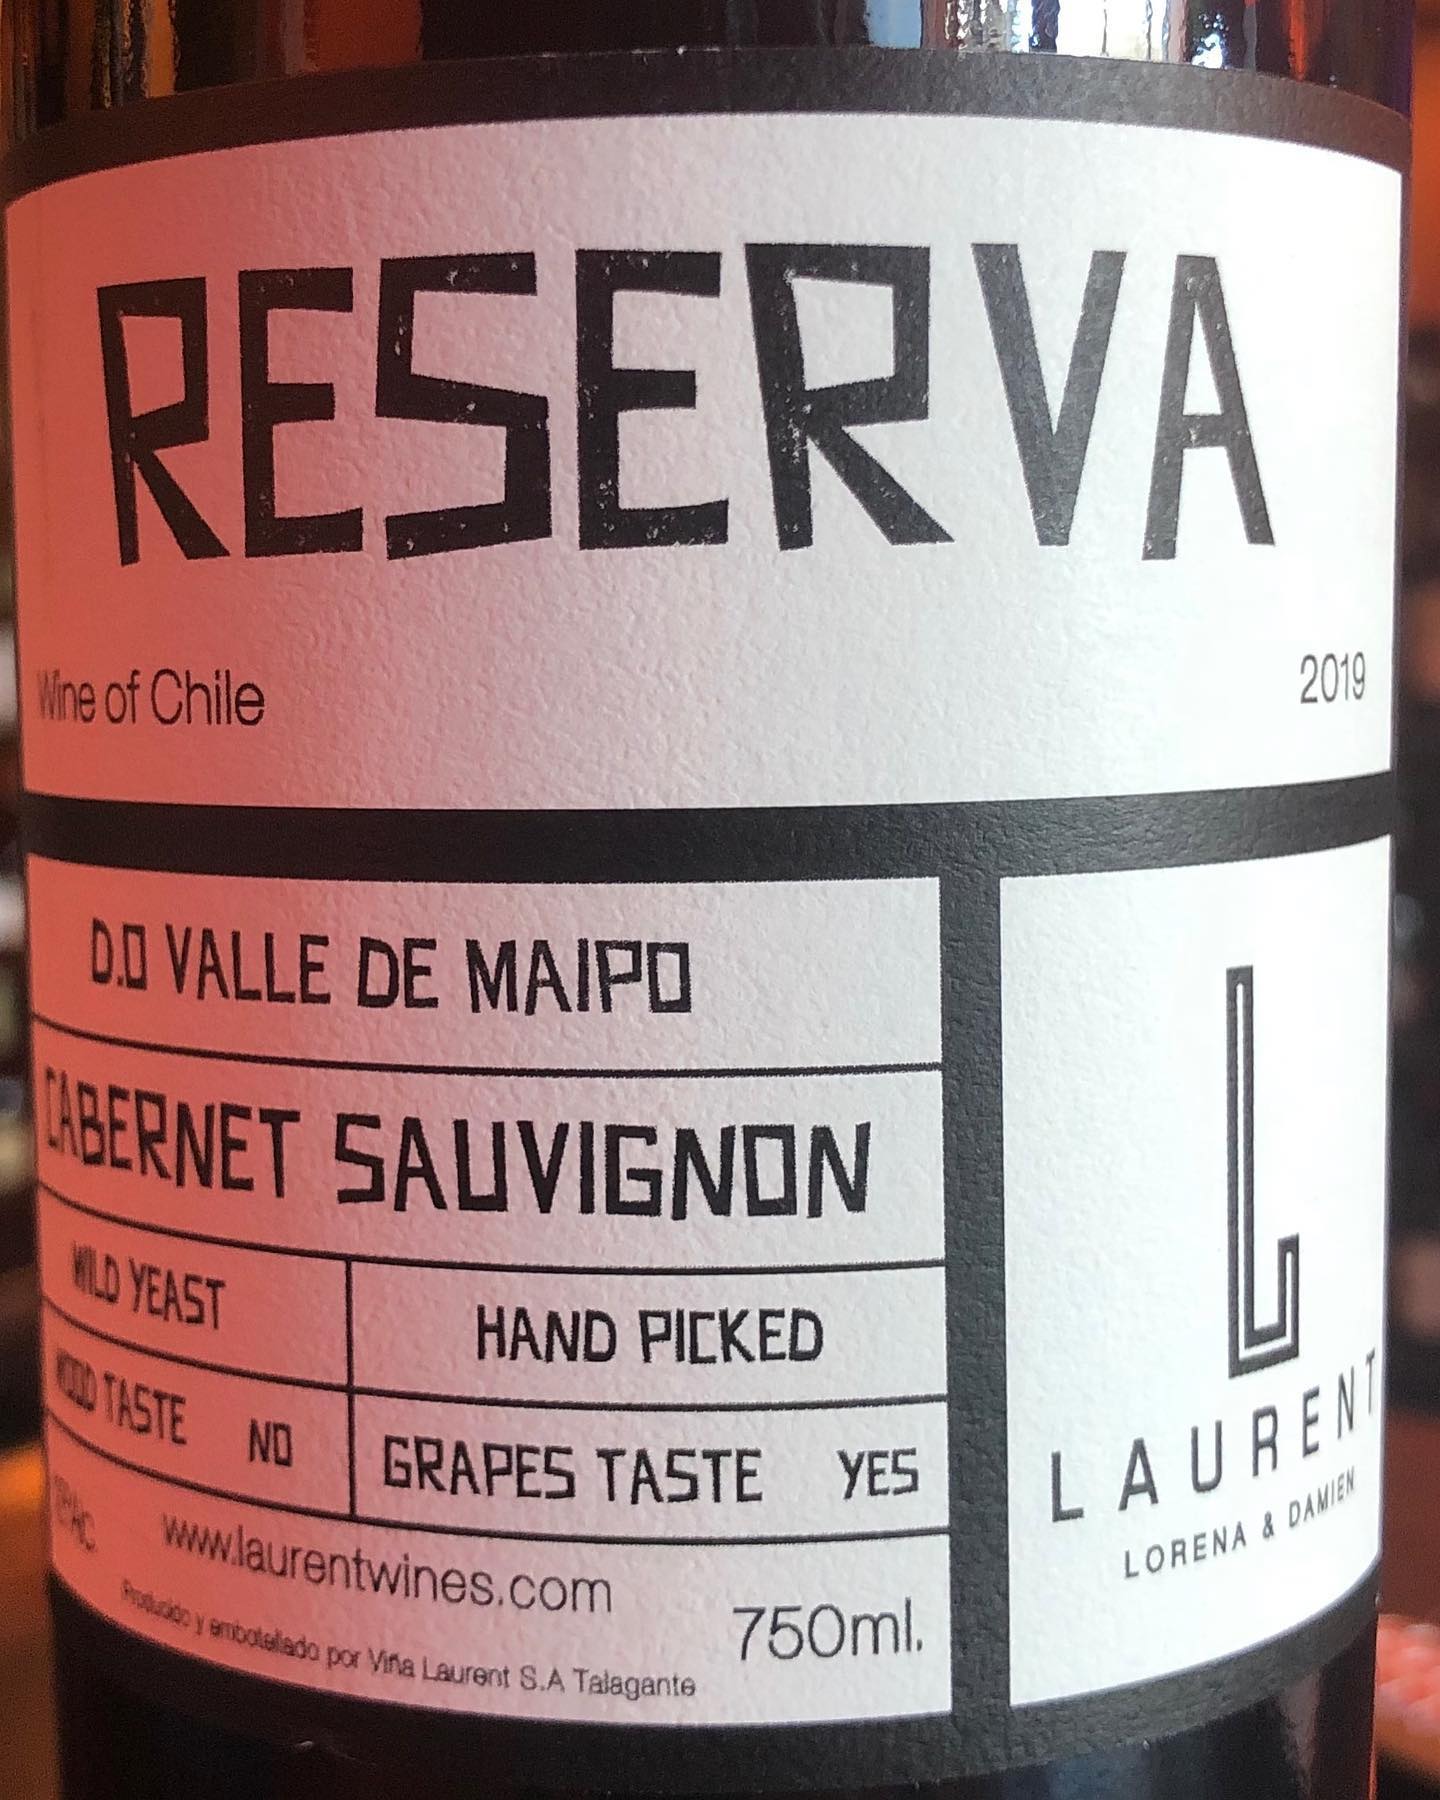 RESERVA
Wine of Chile
2019
D.O VALLE DE MAIPO
CABERNET SAUVIGNON
WILD YEAST
HAND PICKED
WOOD TASTE NO
GRAPES TASTE YES
www.laurentwines.com
750ml.
Producido y embotellado por Viña Laurent S.A Talagante
L
LAURENT
LORENA & DAMIEN